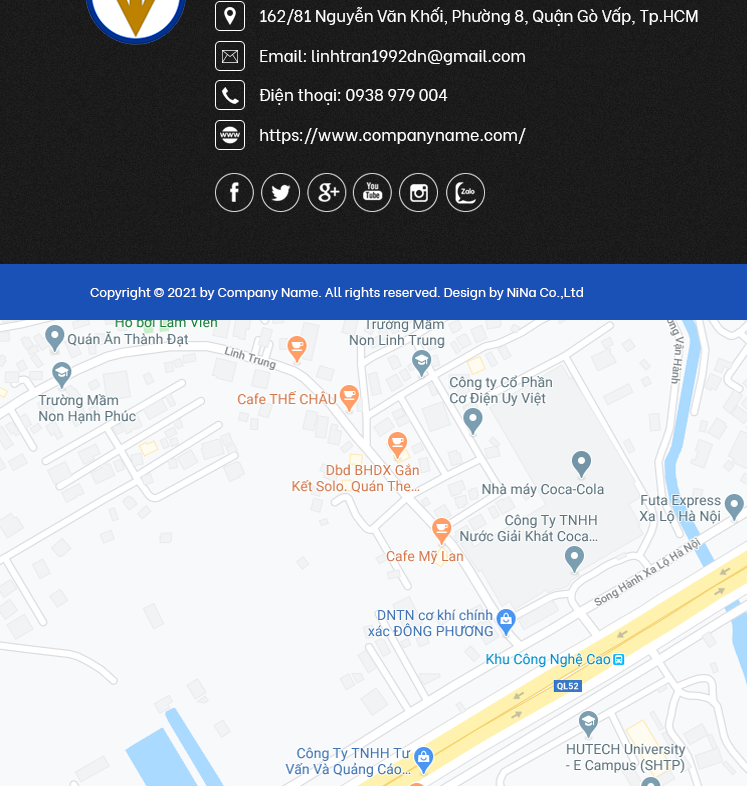 162/81 Nguyễn Văn Khối, Phường 8, Quận Gò Vấp, Tp.HCM
Email: linhtran1992dn@gmail.com
Điện thoại: 0938 979 004
www
https://www.companyname.com/
f
g+
You
Tube
Zalo
Copyright © 2021 by Company Name. All rights reserved. Design by NiNa Co.,Ltd
Hồ bơi Lâm Viên
Trường Mầm
Non Linh Trung
Quán Ăn Thành Đạt
Linh Trung
Trường Mầm
Non Hạnh Phúc
Cafe THẾ CHÂU
Công ty Cổ Phần
Cơ Điện Uy Việt
Dbd BHDX Gắn
Kết Solo. Quán The...
Nhà máy Coca-Cola
Futa Express
Xa Lộ Hà Nội
Công Ty TNHH
Nước Giải Khát Coca...
Cafe Mỹ Lan
Song Hành Xa Lộ Hà Nội
DNTN cơ khí chính
xác ĐÔNG PHƯƠNG
Khu Công Nghệ Cao
QL52
HUTECH University
- E Campus (SHTP)
Công Ty TNHH Tư
Vấn Và Quảng Cáo...